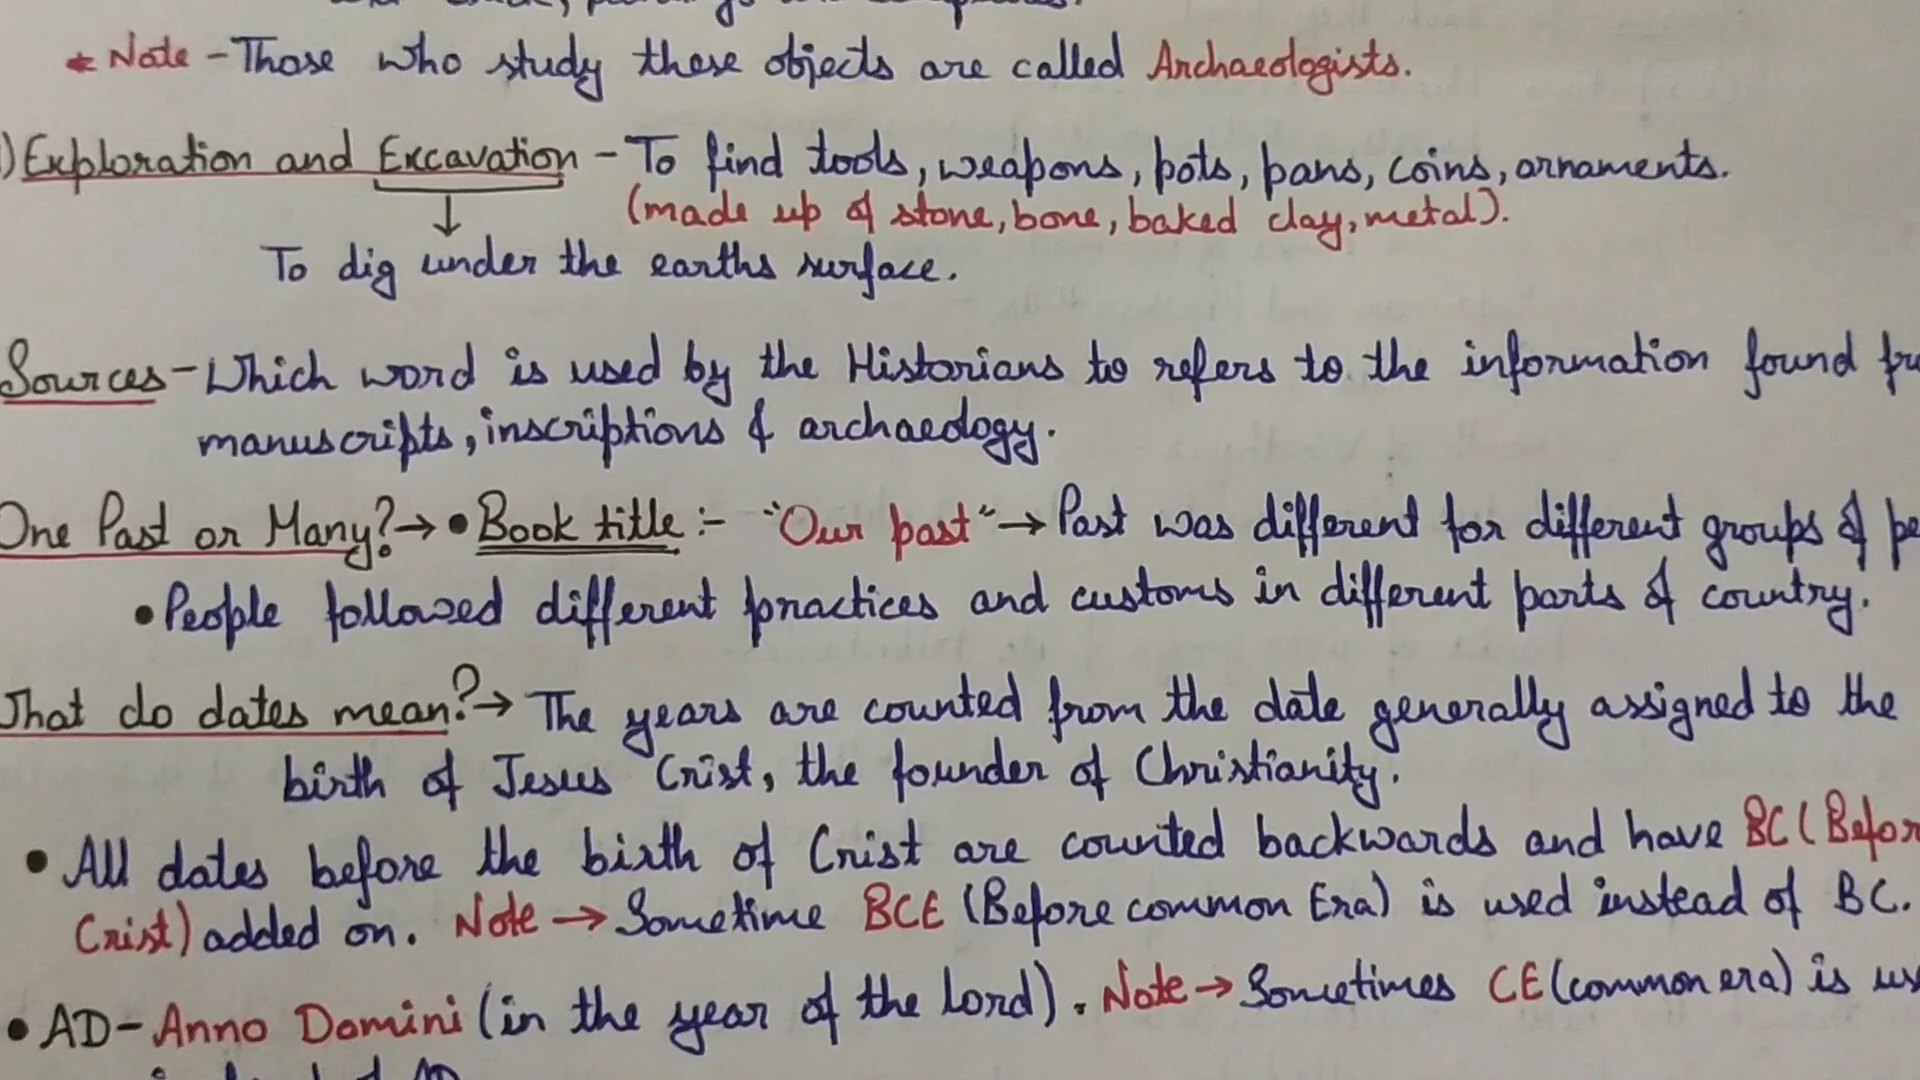 * Note - Those who study these objects are called Archaeologists.
) Exploration and Excavation - To find tools, weapons, pots, pans, coins, ornaments.
(made up of stone, bone, baked clay, metal).
↓
To dig under the earths surface.
Sources - Which word is used by the Historians to refers to the information found
manuscripts, inscriptions & archaeology.
One Past or Many? → • Book title :- "Our past" → Past was different for different groups of
• People followed different practices and customs in different parts of country.
What do dates mean? → The years are counted from the date generally assigned to the
birth of Jesus Crist, the founder of Christianity.
• All dates before the birth of Crist are counted backwards and have BC (Befor
Crist) added on. Note → Sometime BCE (Before common Era) is used instead of BC.
• AD - Anno Domini (in the year of the lord). Note → Sometimes CE (common era) is